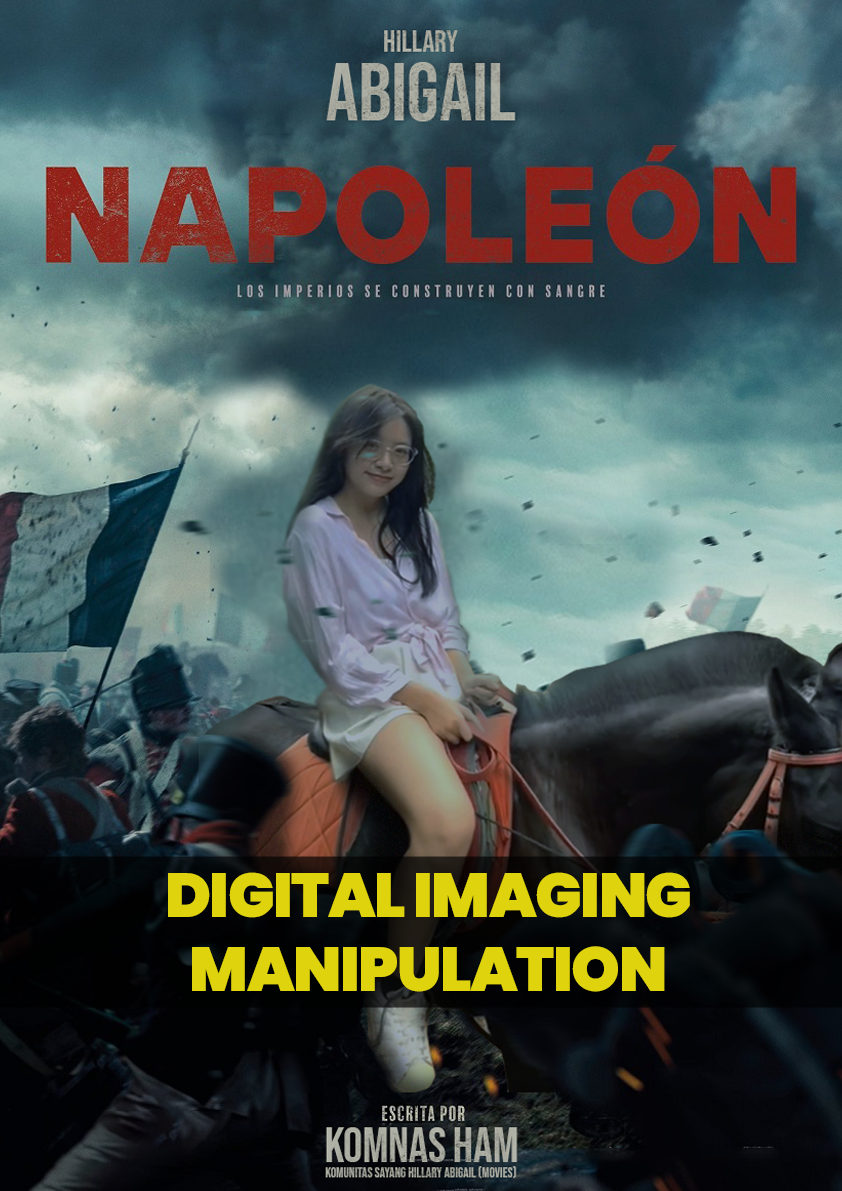 HILLARY
ABIGAIL
NAPOLEÓN
LOS IMPERIOS SE CONSTRUYEN CON SANGRE
DIGITAL IMAGING
MANIPULATION
ESCRITA POR
KOMNAS HAM
KOMUNITAS SAYANG HILLARY ABIGAIL (MOVIES)